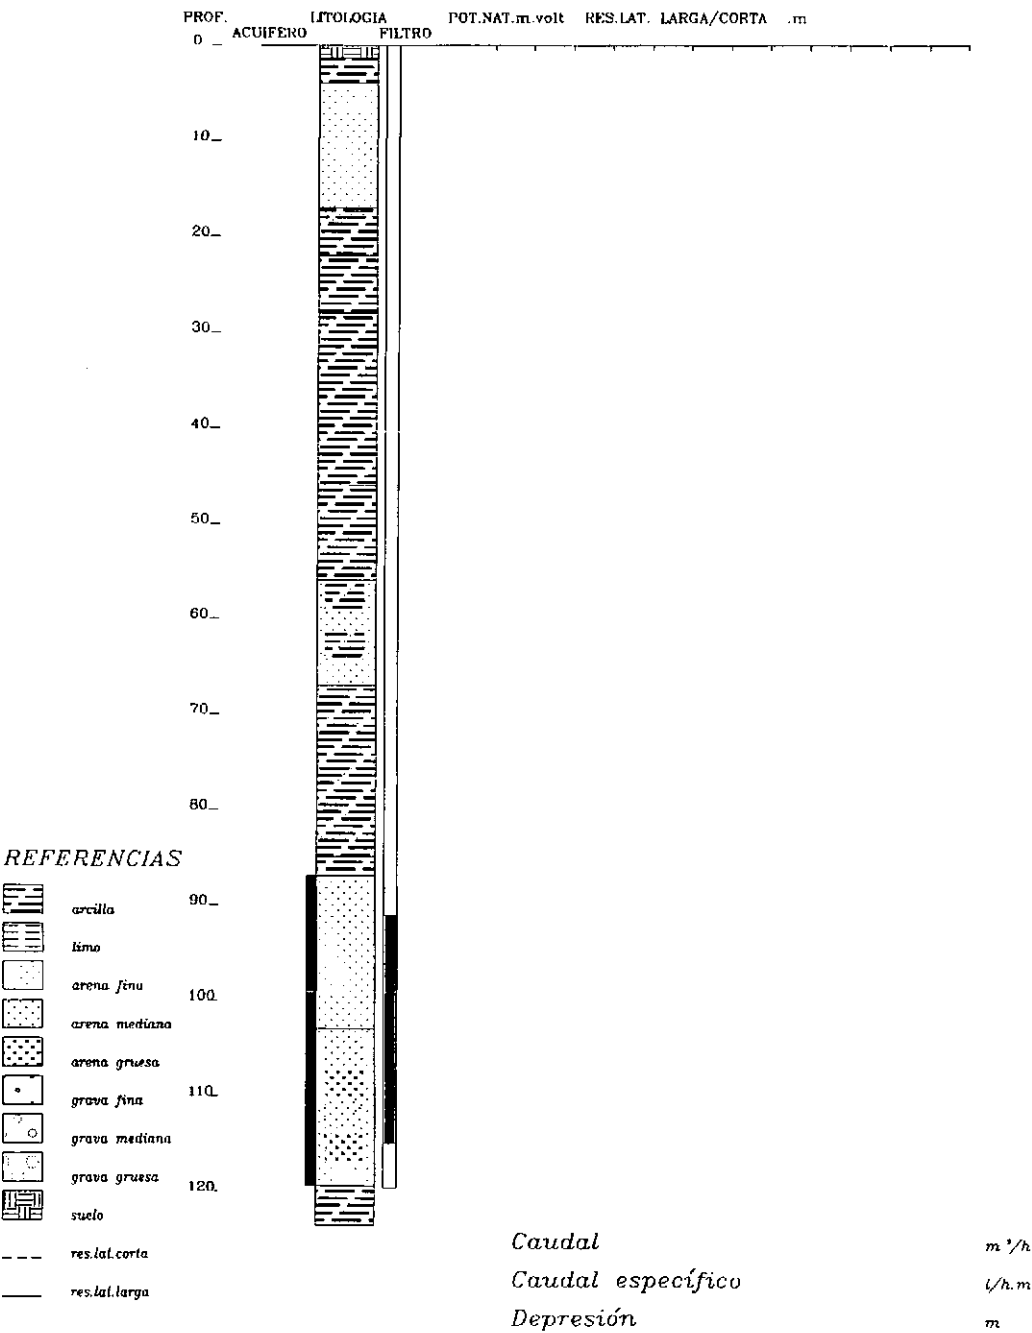 PROF. LITOLOGIA POT.NAT.m.volt RES.LAT. LARGA/CORTA .m
ACUIFERO FILTRO
0
10
20
30
40
50
60
70
80
90
100
110
120
REFERENCIAS
arcilla
limo
arena fina
arena mediana
arena gruesa
grava fina
grava mediana
grava gruesa
suelo
res.lat.corta
res.lat.larga
Caudal m³/h
Caudal específico l/h.m
Depresión m